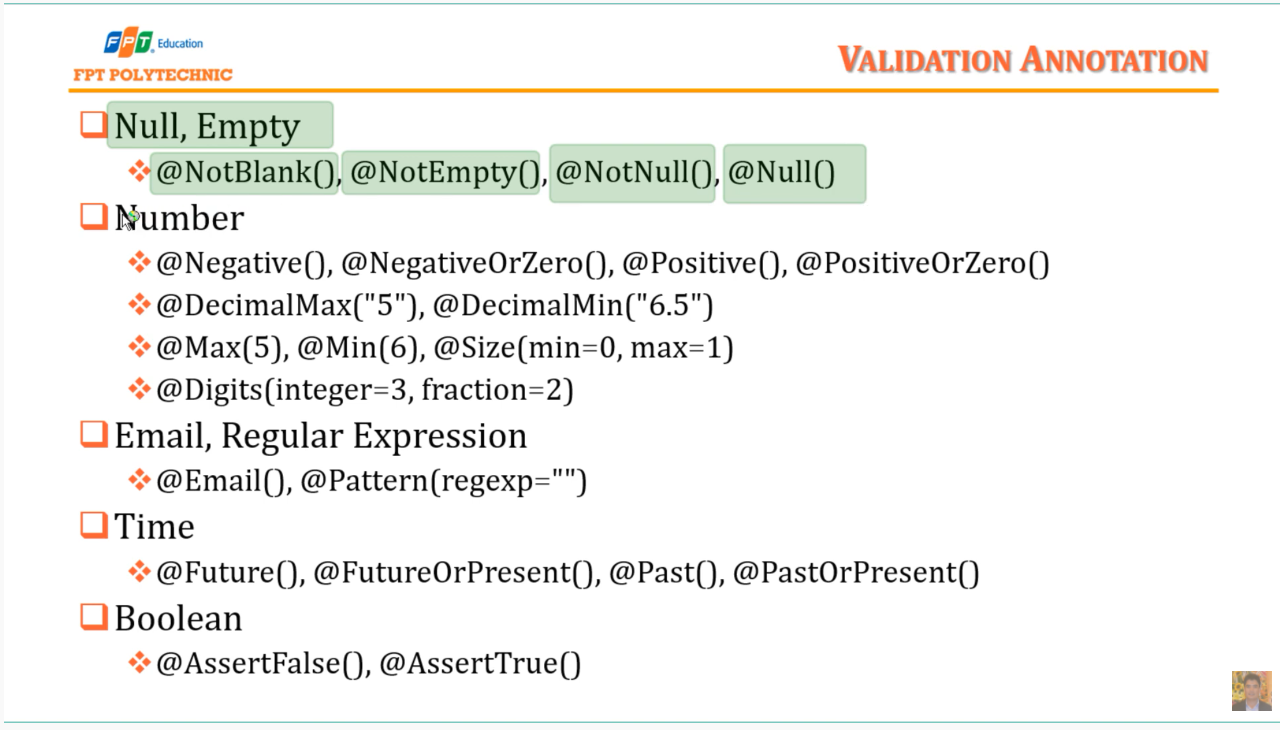 FPT Education
FPT POLYTECHNIC
VALIDATION ANNOTATION
Null, Empty
@NotBlank(), @NotEmpty(), @NotNull(), @Null()
Number
@Negative(), @NegativeOrZero(), @Positive(), @PositiveOrZero()
@DecimalMax("5"), @DecimalMin("6.5")
@Max(5), @Min(6), @Size(min=0, max=1)
@Digits(integer=3, fraction=2)
Email, Regular Expression
@Email(), @Pattern(regexp="")
Time
@Future(), @FutureOrPresent(), @Past(), @PastOrPresent()
Boolean
@AssertFalse(), @AssertTrue()